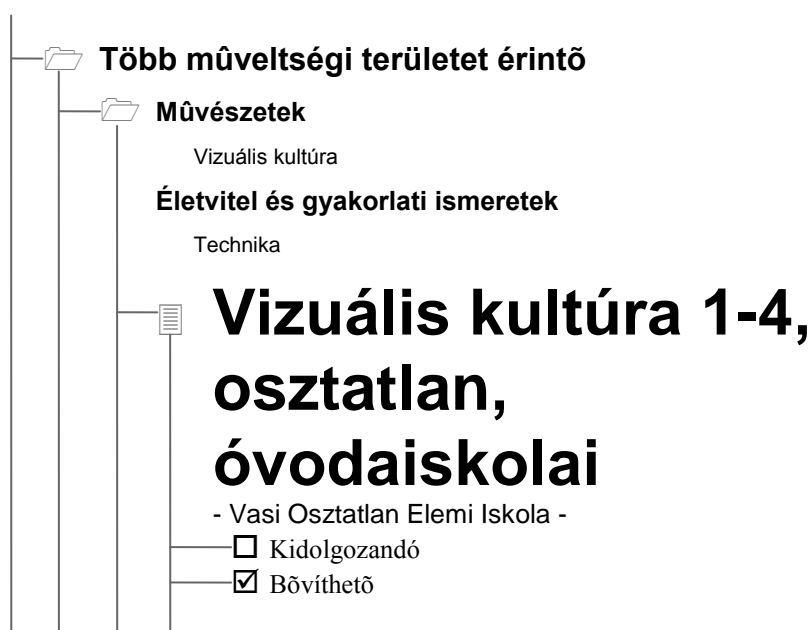 Több mûveltségi területet érintõ
Mûvészetek
Vizuális kultúra
Életvitel és gyakorlati ismeretek
Technika
Vizuális kultúra 1-4,
osztatlan,
óvodaiskolai
- Vasi Osztatlan Elemi Iskola -
Kidolgozandó
Bõvíthetõ